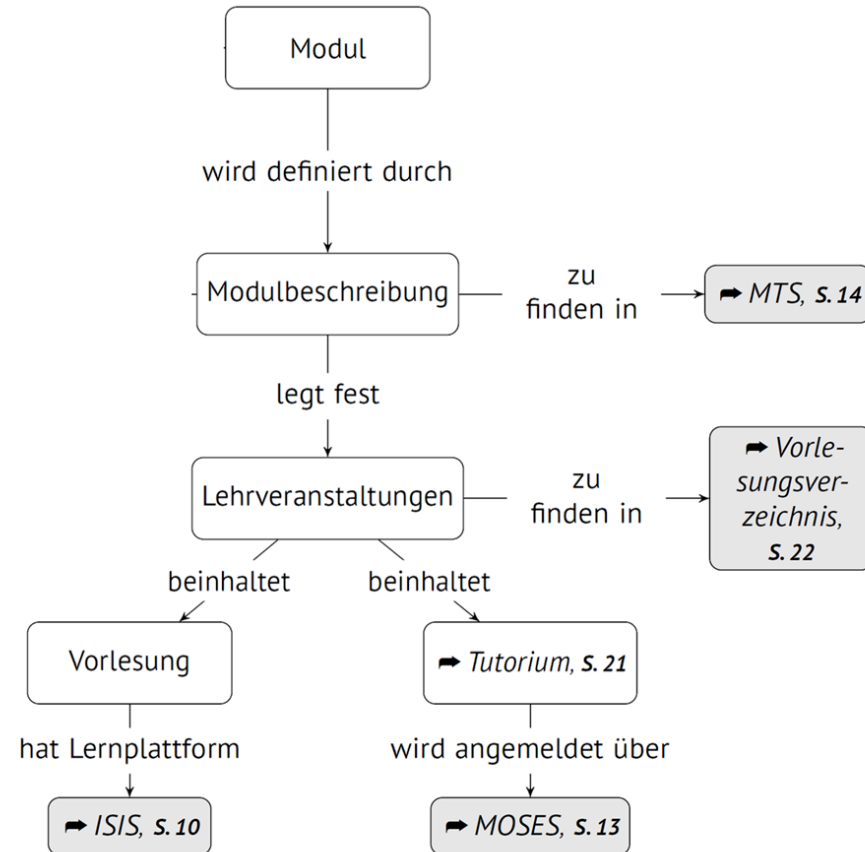 Modul
wird definiert durch
Modulbeschreibung
zu
finden in
➡ MTS, S. 14
legt fest
Lehrveranstaltungen
zu
finden in
➡ Vorle-
sungsver-
zeichnis,
S. 22
beinhaltet
beinhaltet
Vorlesung
➡ Tutorium, S. 21
hat Lernplattform
wird angemeldet über
➡ ISIS, S. 10
➡ MOSES, S. 13